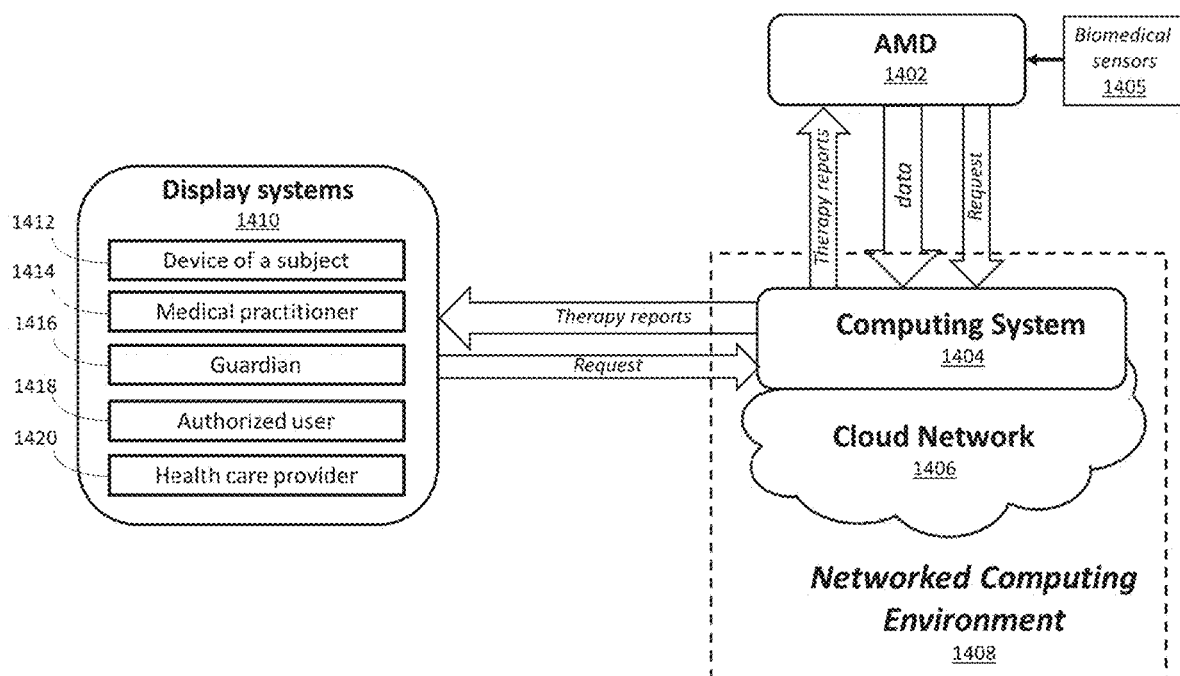 AMD
1402
Biomedical
sensors
1405
Therapy reports
data
Request
Display systems
1410
1412
Device of a subject
1414
Medical practitioner
1416
Guardian
1418
Authorized user
1420
Health care provider
Therapy reports
Request
Computing System
1404
Cloud Network
1406
Networked Computing
Environment
1408